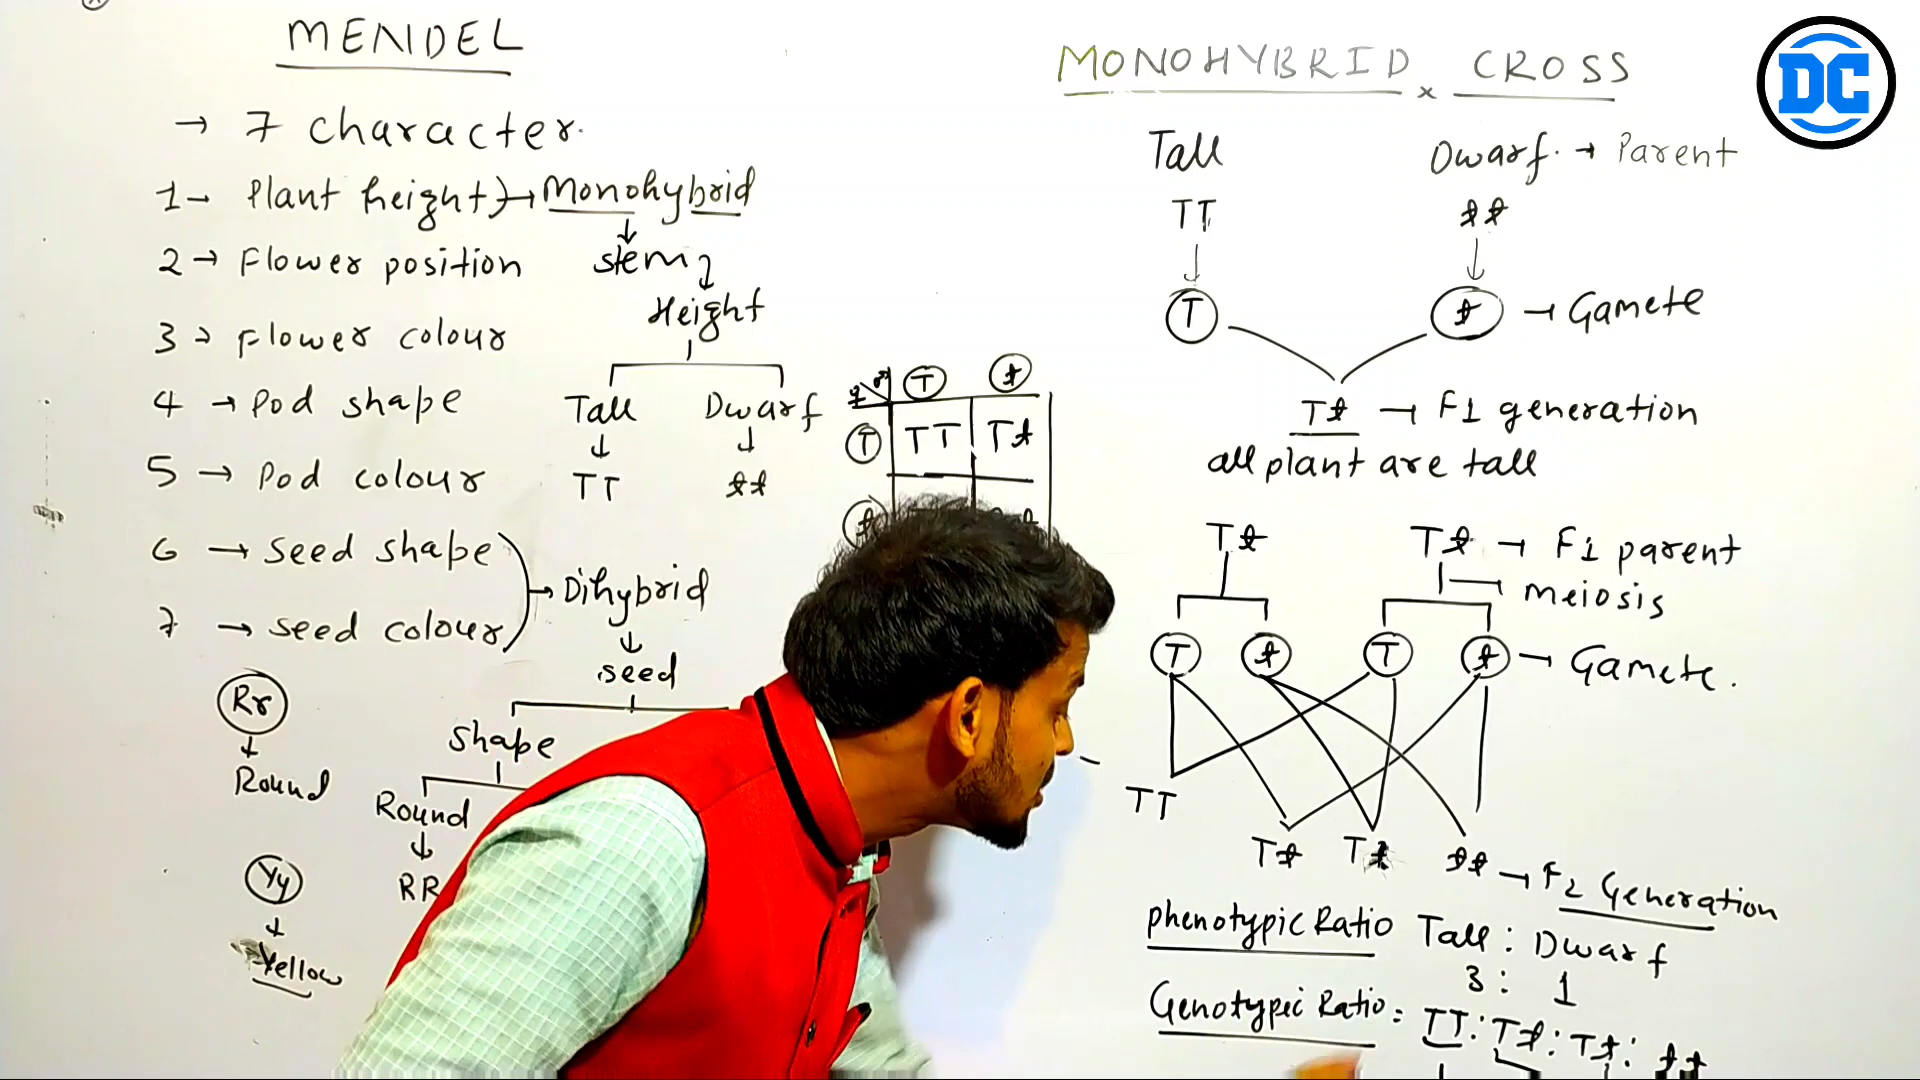 MENDEL
→ 7 character.
1→ Plant height}→Monohybrid
stem
Height
2→ Flower position
3→ Flower colour
4→ Pod shape
Tall Dwarf
5→ Pod colour
TT tt
6→ seed shape
7→ seed colour
→Dihybrid
seed
shape
Round
RR
Rr
Round
Yy
Yellow
T t
T TT Tt
t
MONOHYBRID CROSS
×
DC
Tall Dwarf.→ Parent
TT tt
T t → Gamete
Tt → F1 generation
all plant are tall
Tt Tt → F1 parent
meiosis
T t T t → Gamete.
TT
Tt Tt tt → F2 Generation
phenotypic Ratio Tall : Dwarf
3 : 1
Genotypic Ratio = TT : Tt : Tt : tt